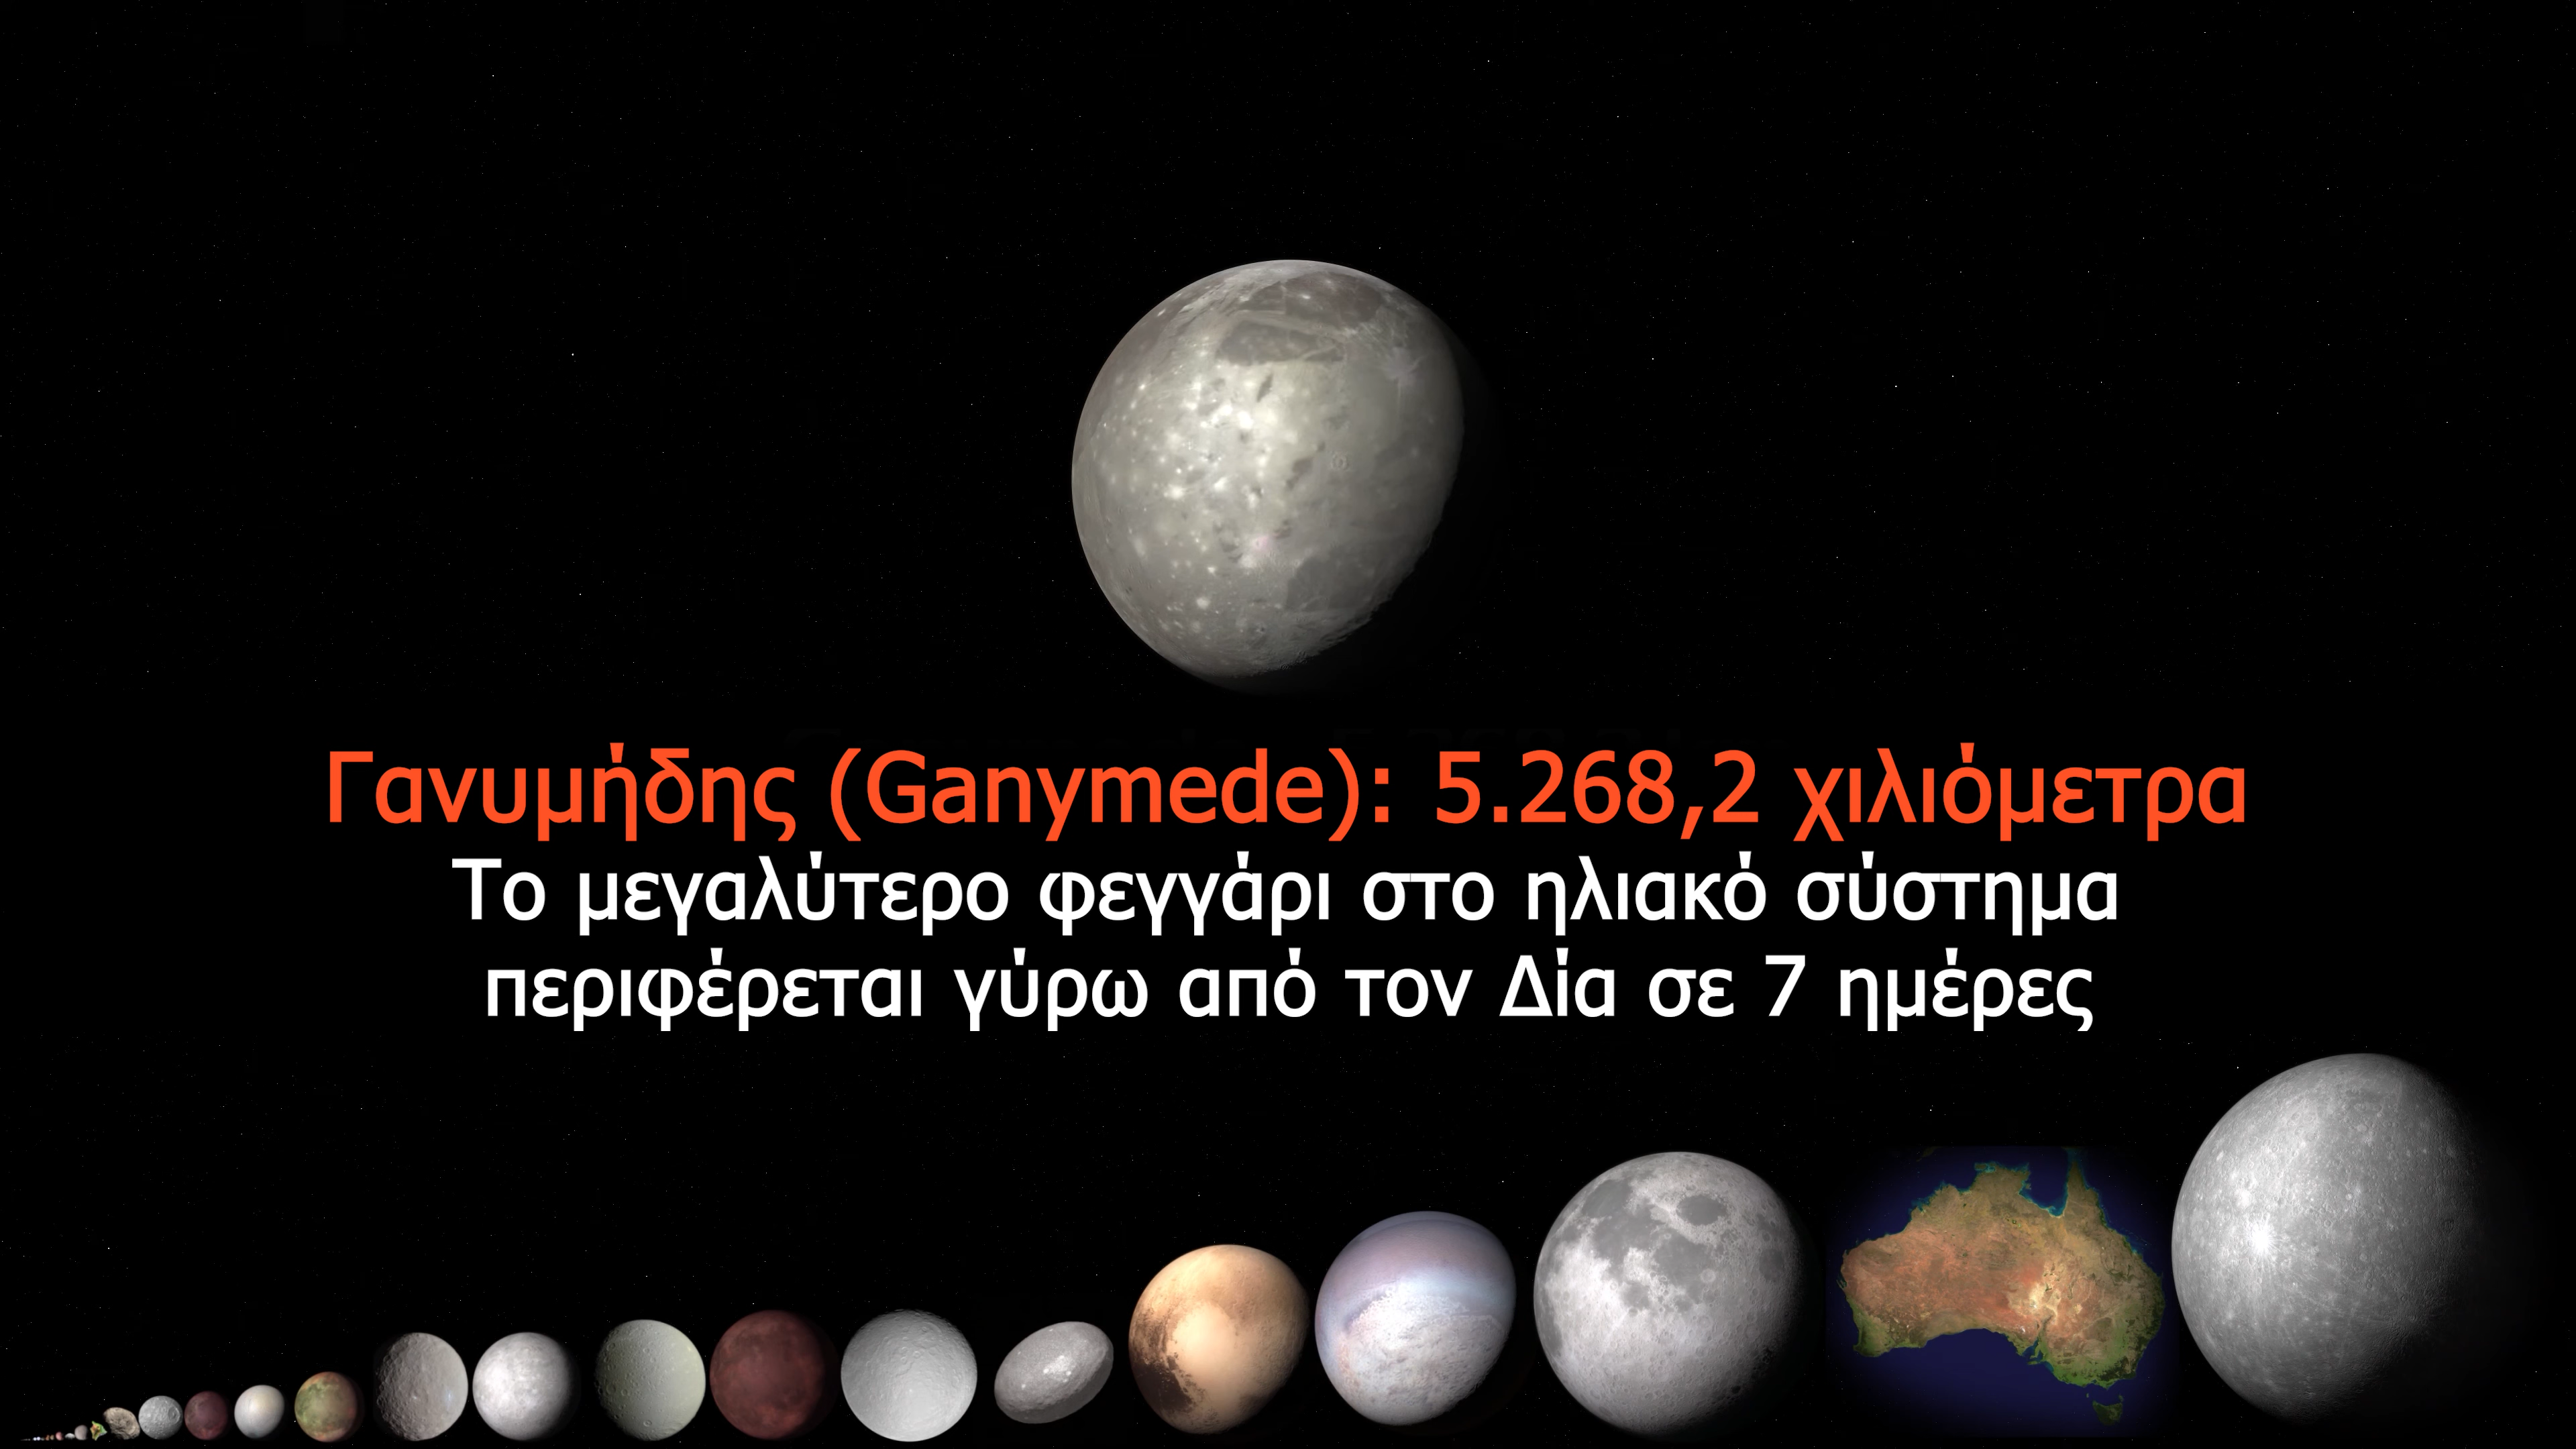 Γανυμήδης (Ganymede): 5.268,2 χιλιόμετρα
Το μεγαλύτερο φεγγάρι στο ηλιακό σύστημα
περιφέρεται γύρω από τον Δία σε 7 ημέρες